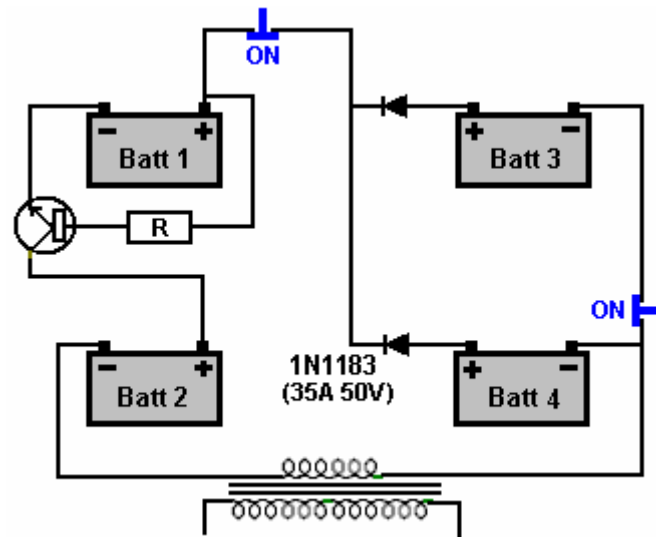 ON
- +
Batt 1
+ -
Batt 3
R
ON
- +
Batt 2
1N1183
(35A 50V)
+ -
Batt 4